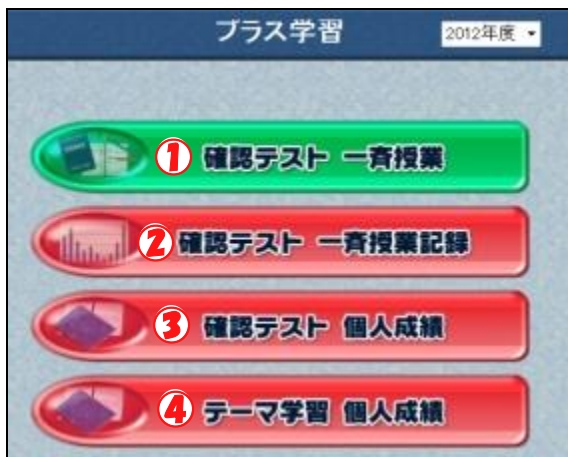 プラス学習 2012年度
① 確認テスト 一斉授業
② 確認テスト 一斉授業記録
③ 確認テスト 個人成績
④ テーマ学習 個人成績